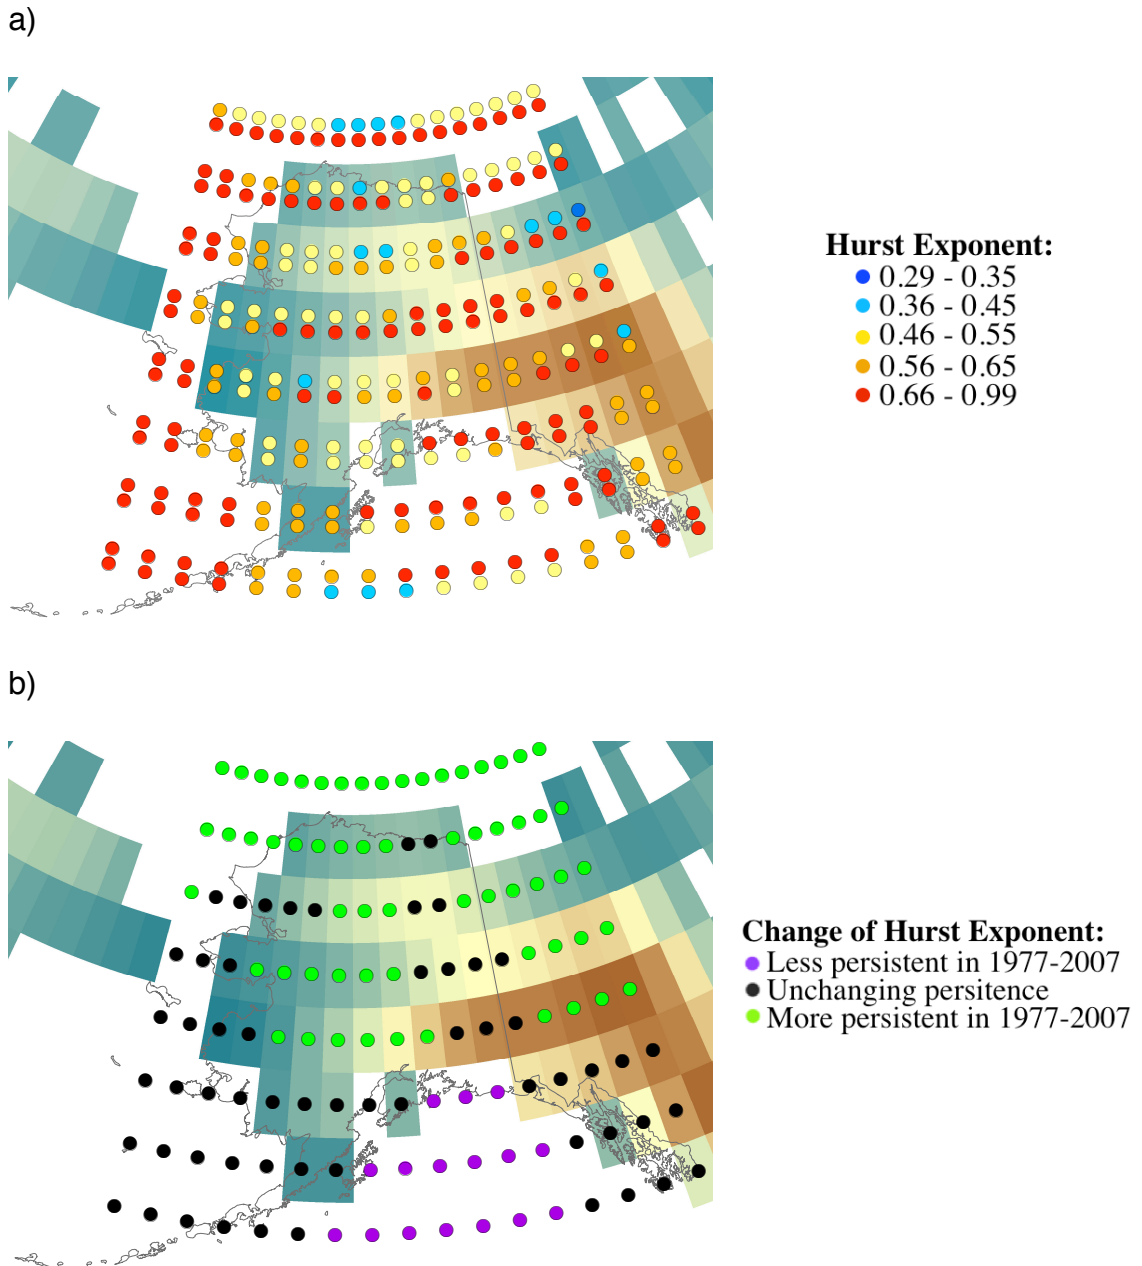 a)
Hurst Exponent:
0.29 - 0.35
0.36 - 0.45
0.46 - 0.55
0.56 - 0.65
0.66 - 0.99
b)
Change of Hurst Exponent:
Less persistent in 1977-2007
Unchanging persitence
More persistent in 1977-2007